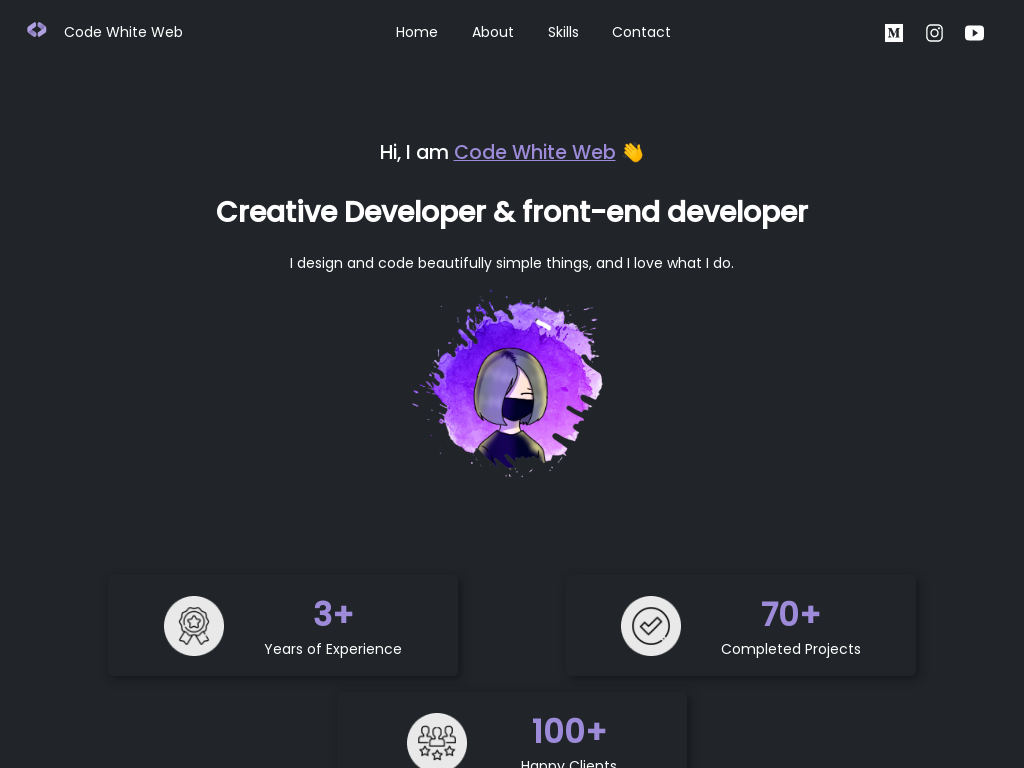 Code White Web
Home
About
Skills
Contact
M
Hi, I am Code White Web 👋
Creative Developer & front-end developer
I design and code beautifully simple things, and I love what I do.
3+
Years of Experience
70+
Completed Projects
100+
Happy Clients